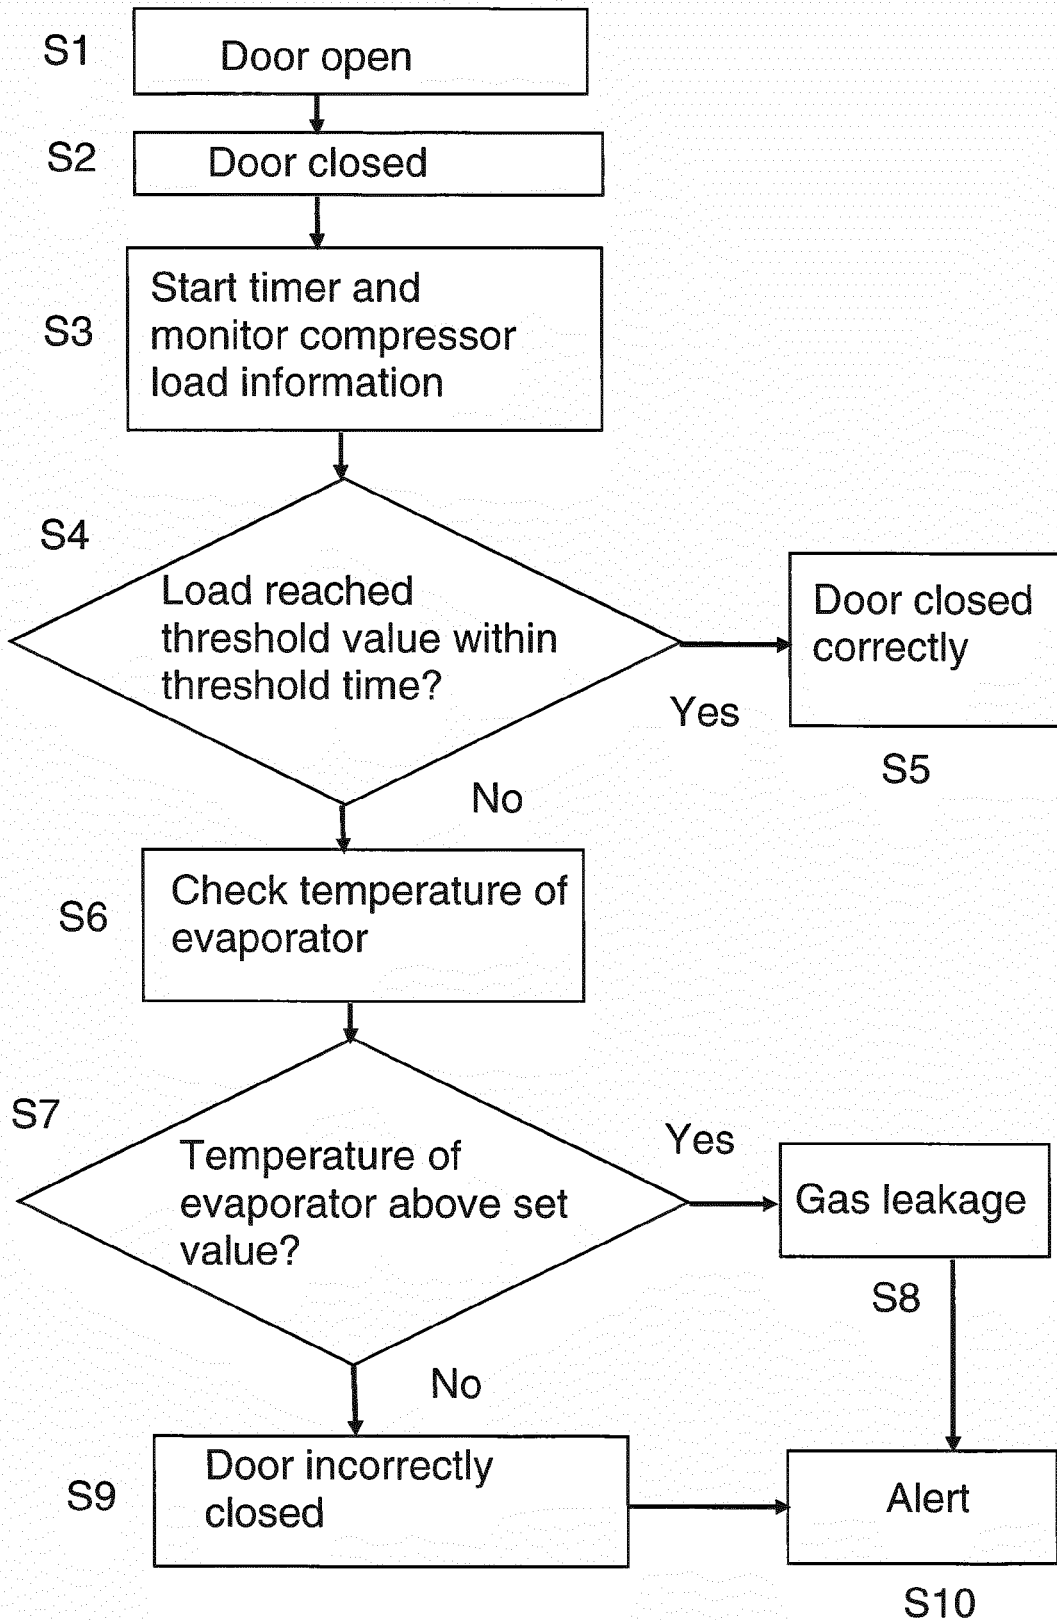 S1
Door open
S2
Door closed
S3
Start timer and
monitor compressor
load information
S4
Load reached
threshold value within
threshold time?
Yes
Door closed
correctly
S5
No
S6
Check temperature of
evaporator
S7
Temperature of
evaporator above set
value?
Yes
Gas leakage
S8
No
S9
Door incorrectly
closed
Alert
S10